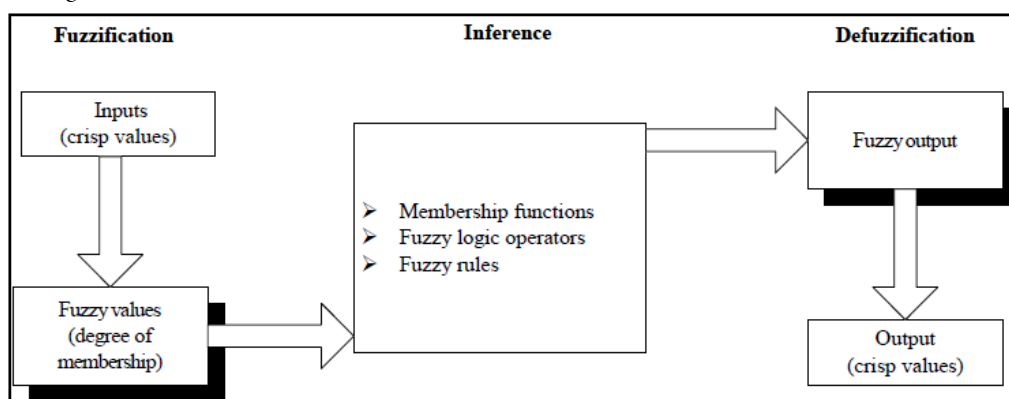 Fuzzification
Inference
Defuzzification
Inputs
(crisp values)
Fuzzy output
➢ Membership functions
➢ Fuzzy logic operators
➢ Fuzzy rules
Fuzzy values
(degree of
membership)
Output
(crisp values)